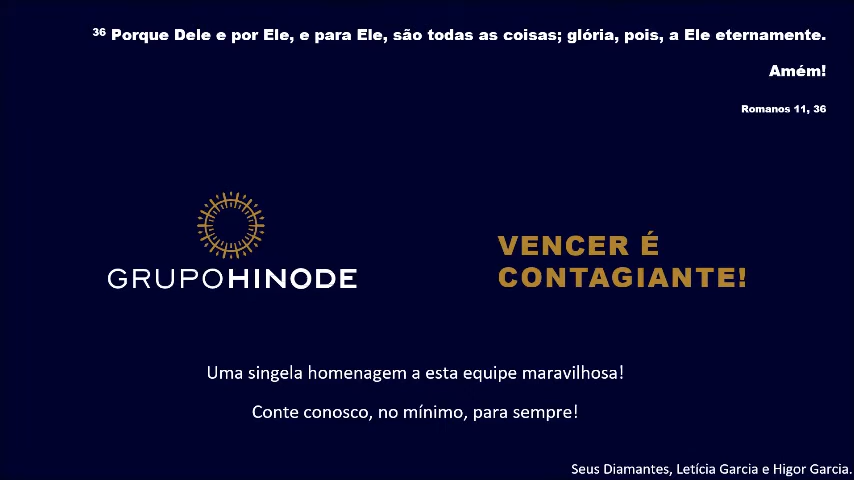 ³⁶ Porque Dele e por Ele, e para Ele, são todas as coisas; glória, pois, a Ele eternamente.
Amém!
Romanos 11, 36
GRUPOHINODE
VENCER É
CONTAGIANTE!
Uma singela homenagem a esta equipe maravilhosa!
Conte conosco, no mínimo, para sempre!
Seus Diamantes, Letícia Garcia e Higor Garcia.